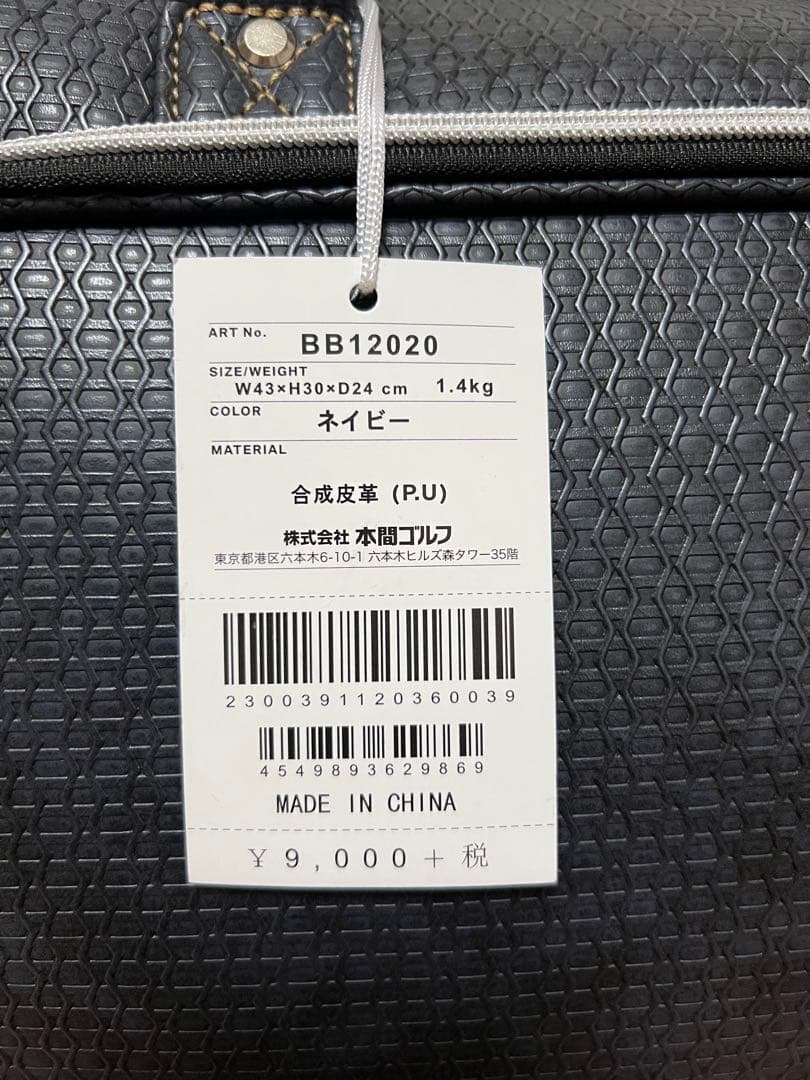 ART No. BB12020
SIZE/WEIGHT
W43×H30×D24 cm 1.4kg
COLOR ネイビー
MATERIAL
合成皮革 (P.U)
株式会社 本間ゴルフ
東京都港区六本木6-10-1 六本木ヒルズ森タワー35階
2300391120360039
4549893629869
MADE IN CHINA
¥9,000+税